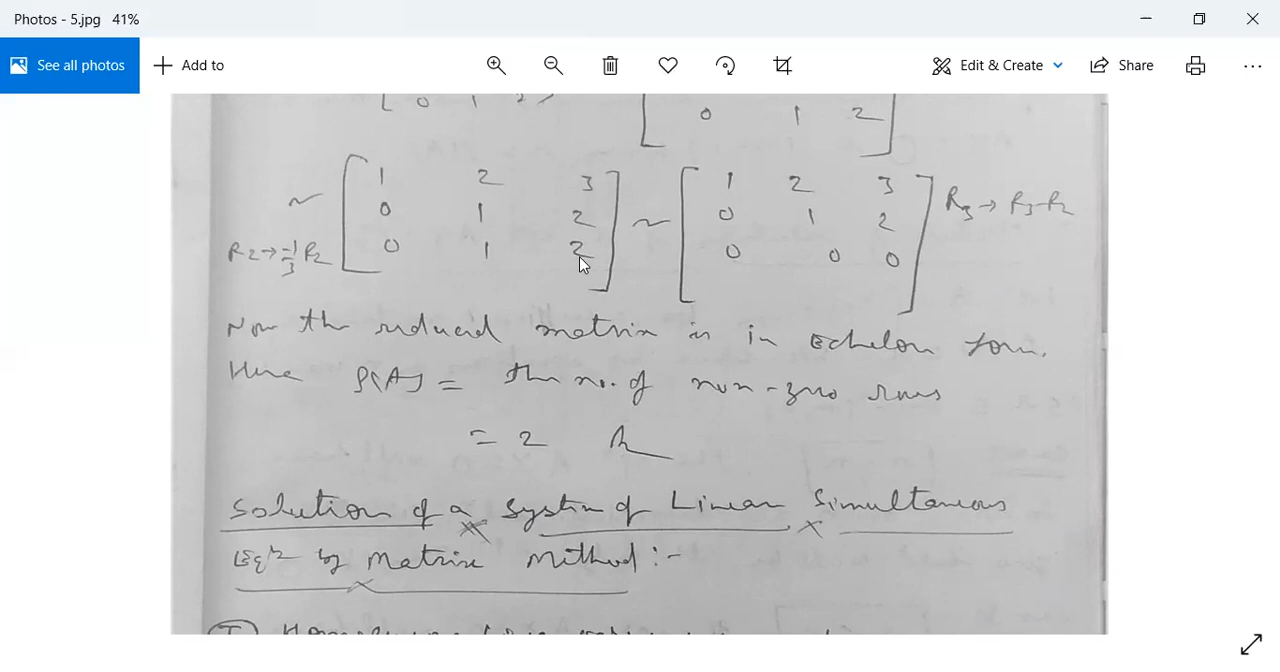 Photos - 5.jpg 41%
See all photos
Add to
Edit & Create
Share
0 1 2
0 1 2
~ [ 1 2 3 ] ~ [ 1 2 3 ] R3 → R3-R2
0 1 2 0 1 2
R2→-1/3 R2 0 1 2 0 0 0
Now the reduced matrix is in Echelon form.
Here ρ(A) = the no. of non-zero rows
= 2
Solution of a System of Linear Simultaneous
Eqn by Matrix Method :-
(I)